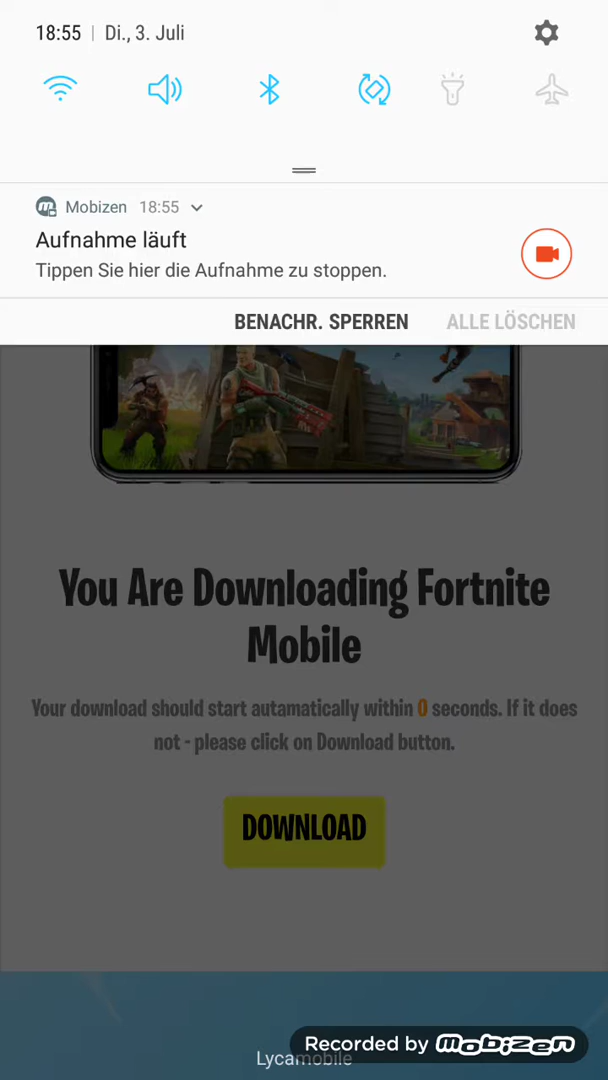 18:55 | Di., 3. Juli
Mobizen 18:55
Aufnahme läuft
Tippen Sie hier die Aufnahme zu stoppen.
BENACHR. SPERREN ALLE LÖSCHEN
You Are Downloading Fortnite
Mobile
Your download should start autamatically within 0 seconds. If it does
not - please click on Download button.
DOWNLOAD
Recorded by mobizen
Lycamobile